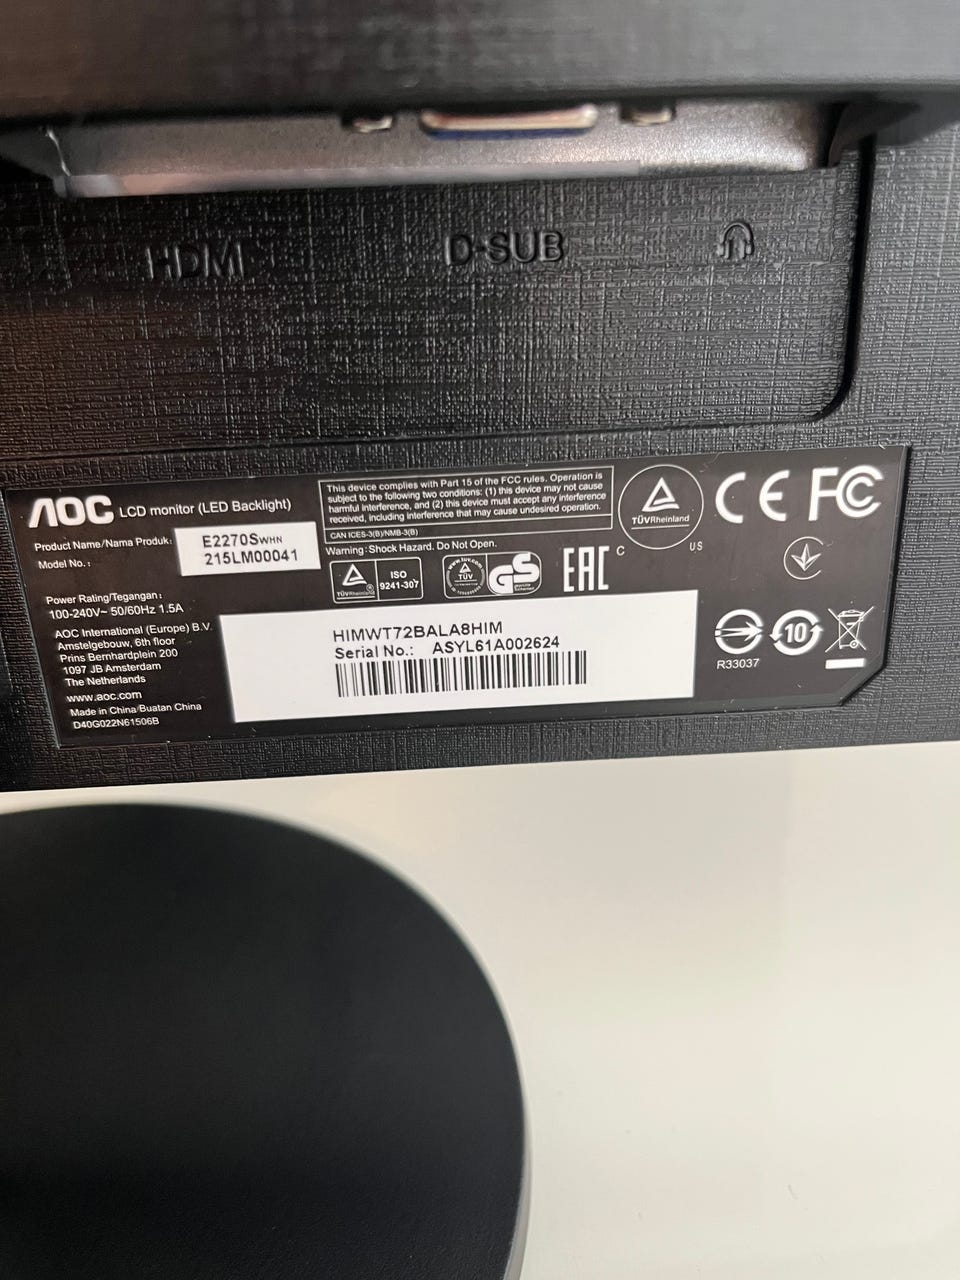 HDMI
D-SUB
AOC LCD monitor (LED Backlight)
Product Name/Nama Produk: E2270SWHN
Model No.: 215LM00041
Power Rating/Tegangan:
100-240V~ 50/60Hz 1.5A
AOC International (Europe) B.V.
Amstelgebouw, 6th floor
Prins Bernhardplein 200
1097 JB Amsterdam
The Netherlands
www.aoc.com
Made in China/Buatan China
D40G022N61506B
This device complies with Part 15 of the FCC rules. Operation is
subject to the following two conditions: (1) this device may not cause
harmful interference, and (2) this device must accept any interference
received, including interference that may cause undesired operation.
CAN ICES-3(B)/NMB-3(B)
Warning:Shock Hazard. Do Not Open.
TÜVRheinland
ISO
9241-307
TÜV
GS
geprüfte
Sicherheit
EAC
C TÜVRheinland US
CE FC
HIMWT72BALA8HIM
Serial No.: ASYL61A002624
R33037
10